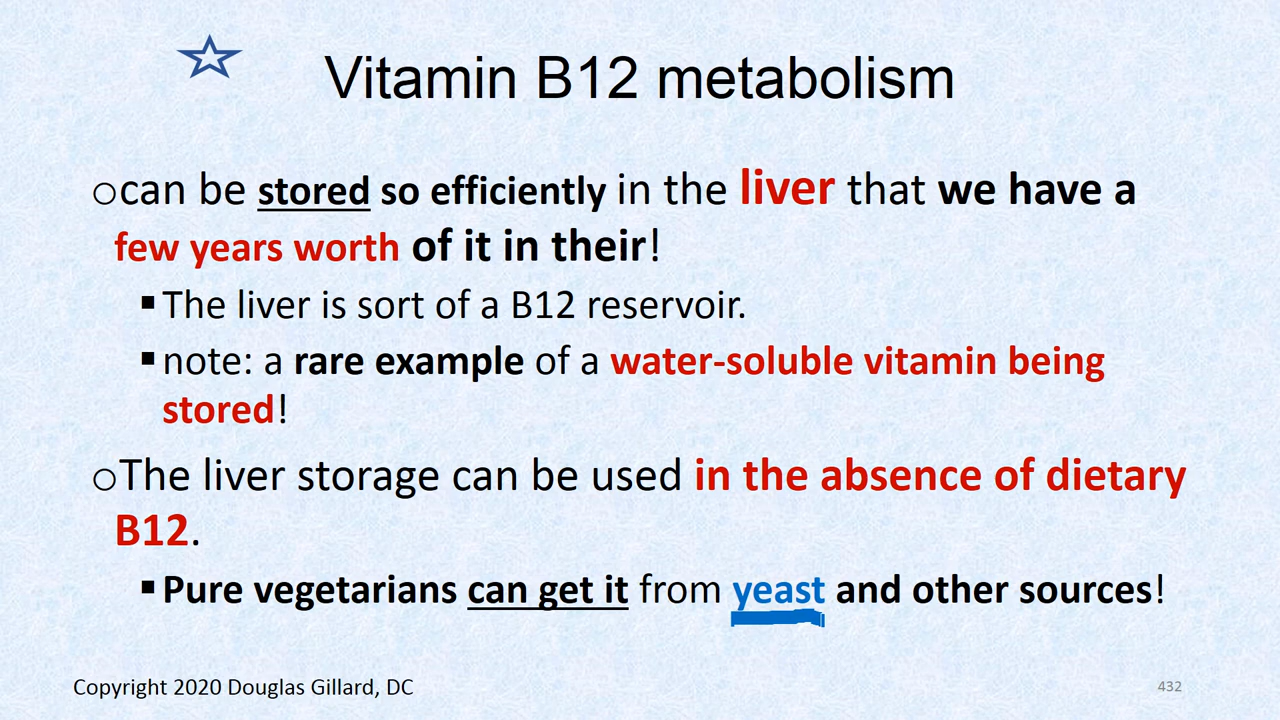 Vitamin B12 metabolism
○can be stored so efficiently in the liver that we have a
few years worth of it in their!
▪The liver is sort of a B12 reservoir.
▪note: a rare example of a water-soluble vitamin being
stored!
○The liver storage can be used in the absence of dietary
B12.
▪Pure vegetarians can get it from yeast and other sources!
Copyright 2020 Douglas Gillard, DC
432